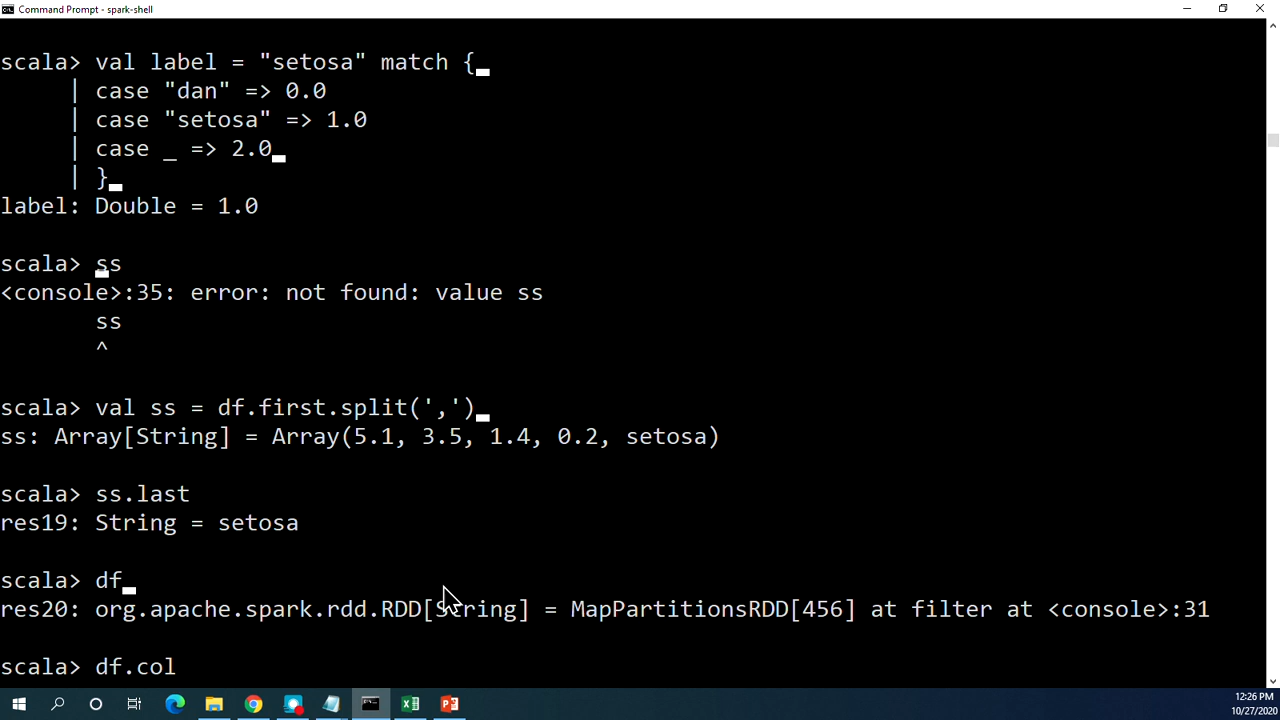 Command Prompt - spark-shell
scala> val label = "setosa" match {
| case "dan" => 0.0
| case "setosa" => 1.0
| case _ => 2.0
| }
label: Double = 1.0
scala> ss
<console>:35: error: not found: value ss
ss
^
scala> val ss = df.first.split(',')
ss: Array[String] = Array(5.1, 3.5, 1.4, 0.2, setosa)
scala> ss.last
res19: String = setosa
scala> df
res20: org.apache.spark.rdd.RDD[String] = MapPartitionsRDD[456] at filter at <console>:31
scala> df.col
12:26 PM
10/27/2020